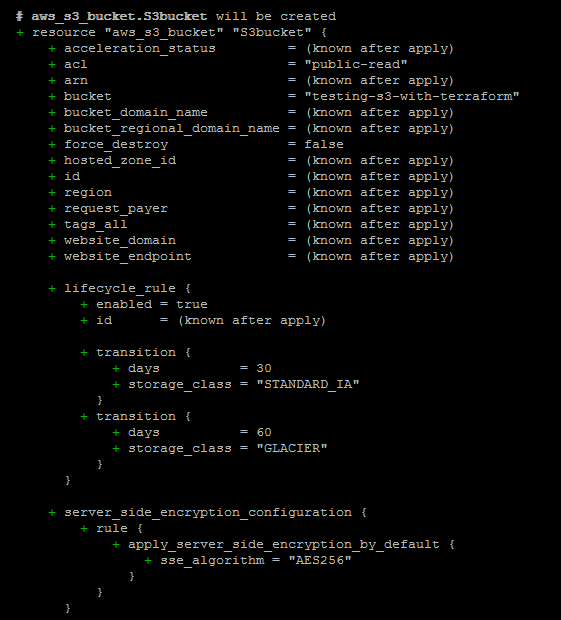 # aws_s3_bucket.S3bucket will be created
+ resource "aws_s3_bucket" "S3bucket" {
    + acceleration_status         = (known after apply)
    + acl                         = "public-read"
    + arn                         = (known after apply)
    + bucket                      = "testing-s3-with-terraform"
    + bucket_domain_name          = (known after apply)
    + bucket_regional_domain_name = (known after apply)
    + force_destroy               = false
    + hosted_zone_id              = (known after apply)
    + id                          = (known after apply)
    + region                      = (known after apply)
    + request_payer               = (known after apply)
    + tags_all                    = (known after apply)
    + website_domain              = (known after apply)
    + website_endpoint            = (known after apply)

    + lifecycle_rule {
        + enabled = true
        + id      = (known after apply)

        + transition {
            + days          = 30
            + storage_class = "STANDARD_IA"
          }
        + transition {
            + days          = 60
            + storage_class = "GLACIER"
          }
      }

    + server_side_encryption_configuration {
        + rule {
            + apply_server_side_encryption_by_default {
                + sse_algorithm = "AES256"
              }
          }
      }